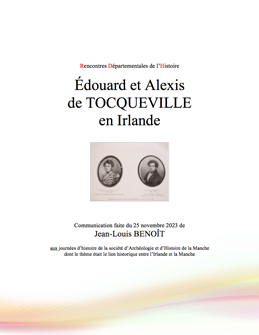 Rencontres Départementales de l'Histoire
Édouard et Alexis
de TOCQUEVILLE
en Irlande
Communication faite du 25 novembre 2023 de
Jean-Louis BENOÎT
aux journées d'histoire de la société d'Archéologie et d'Histoire de la Manche
dont le thème était le lien historique entre l'Irlande et la Manche